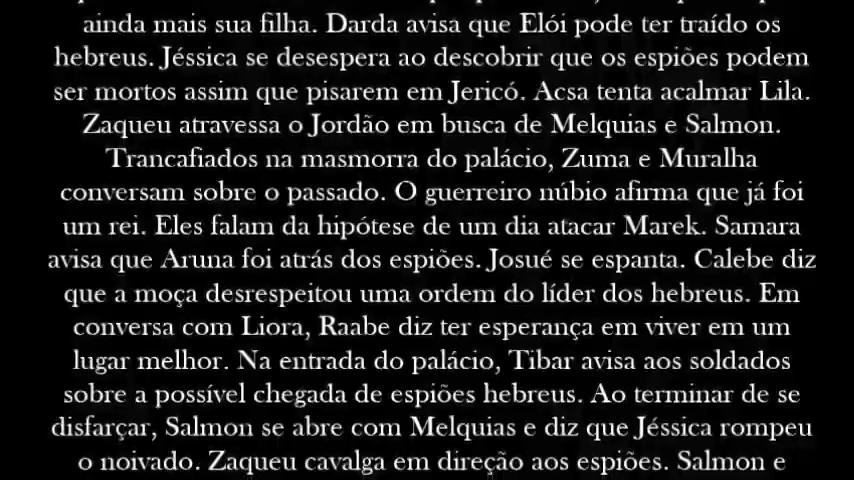 ainda mais sua filha. Darda avisa que Elói pode ter traído os
hebreus. Jéssica se desespera ao descobrir que os espiões podem
ser mortos assim que pisarem em Jericó. Acsa tenta acalmar Lila.
Zaqueu atravessa o Jordão em busca de Melquias e Salmon.
Trancafiados na masmorra do palácio, Zuma e Muralha
conversam sobre o passado. O guerreiro núbio afirma que já foi
um rei. Eles falam da hipótese de um dia atacar Marek. Samara
avisa que Aruna foi atrás dos espiões. Josué se espanta. Calebe diz
que a moça desrespeitou uma ordem do líder dos hebreus. Em
conversa com Liora, Raabe diz ter esperança em viver em um
lugar melhor. Na entrada do palácio, Tibar avisa aos soldados
sobre a possível chegada de espiões hebreus. Ao terminar de se
disfarçar, Salmon se abre com Melquias e diz que Jéssica rompeu
o noivado. Zaqueu cavalga em direção aos espiões. Salmon e